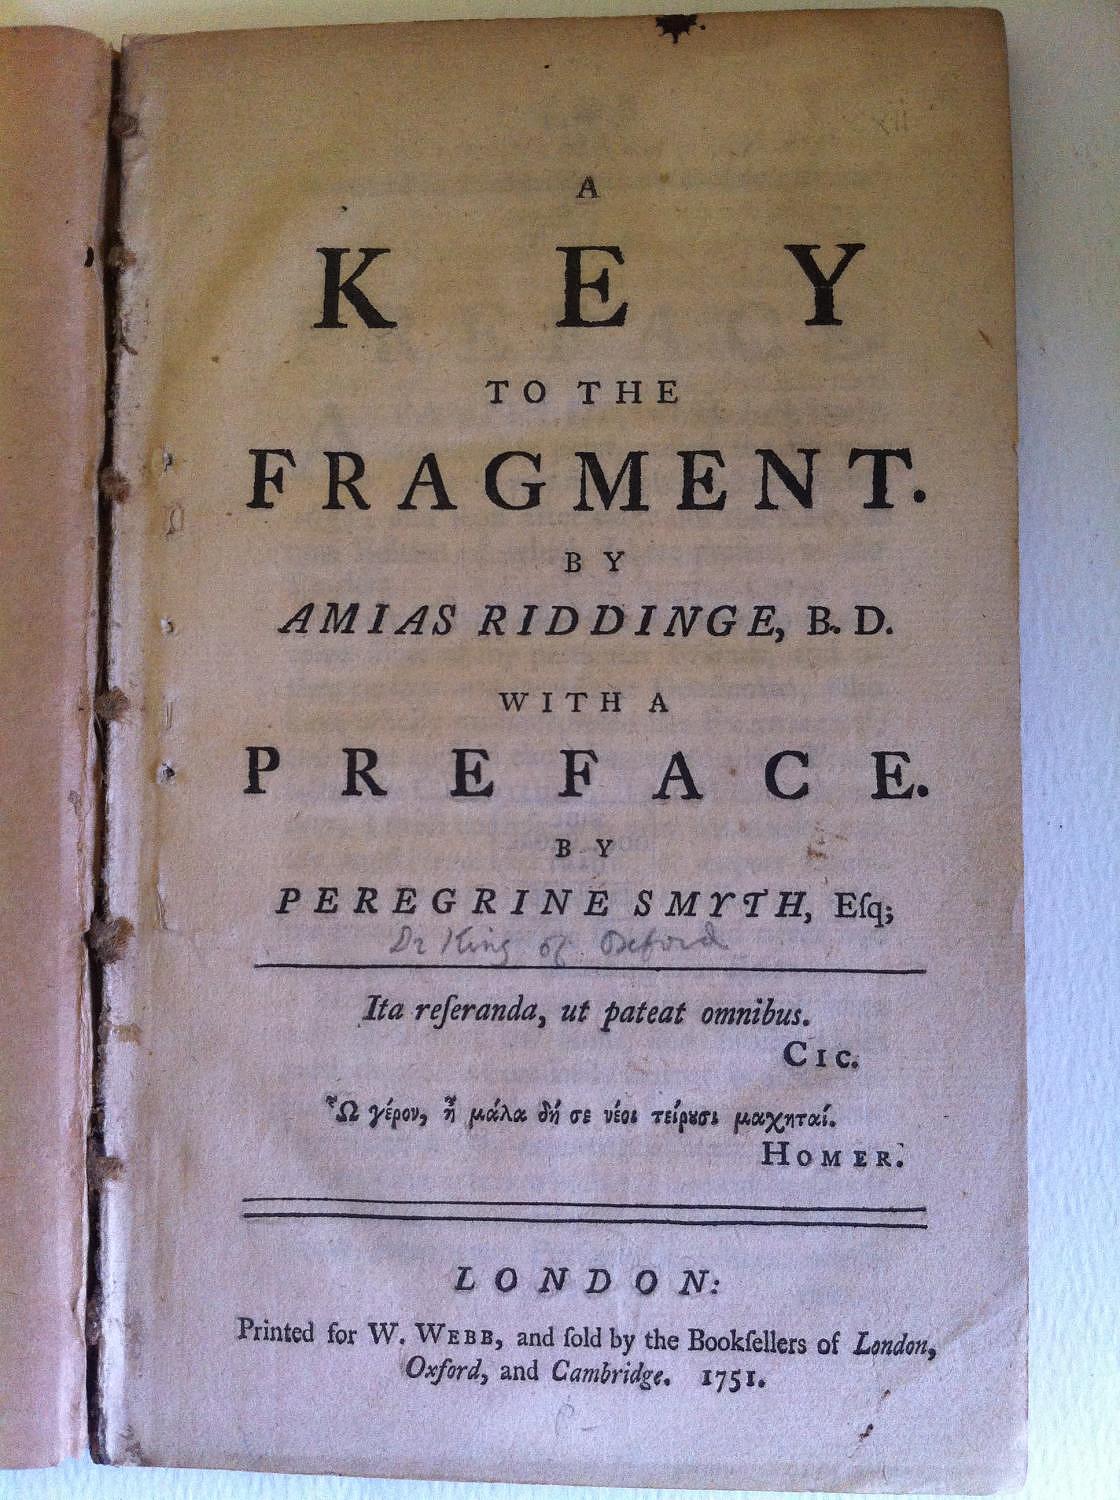 A
KEY
TO THE
FRAGMENT.
BY
AMIAS RIDDINGE, B. D.
WITH A
PREFACE.
BY
PEREGRINE SMYTH, Eſq;
Dr King of Oxford
Ita reſeranda, ut pateat omnibus.
CIC.
Ὦ γέρον, ἦ μάλα δή σε νέοι τείρȣσι μαχηταί.
HOMER.
LONDON:
Printed for W. WEBB, and ſold by the Bookſellers of London,
Oxford, and Cambridge. 1751.